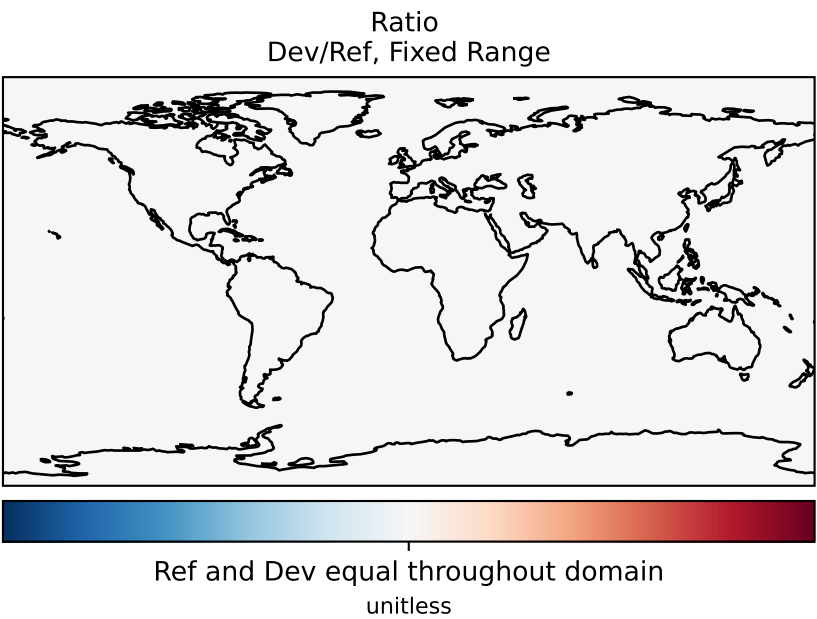 Ratio
Dev/Ref, Fixed Range
Ref and Dev equal throughout domain
unitless